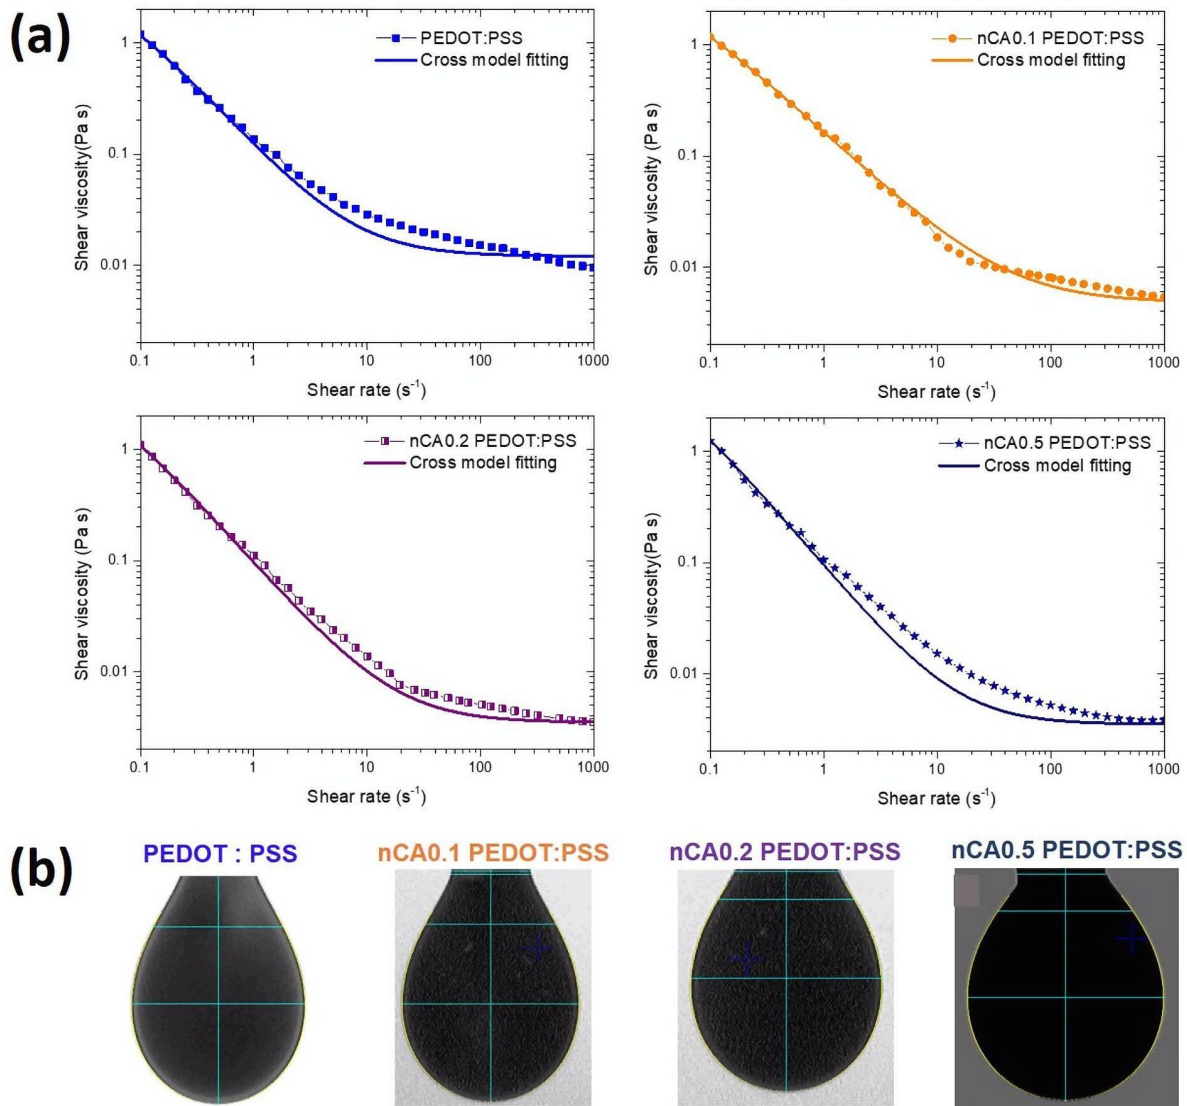 (a)
PEDOT:PSS
Cross model fitting
Shear viscosity(Pa s)
1
0.1
0.01
0.1
1
10
100
1000
Shear rate (s⁻¹)
nCA0.1 PEDOT:PSS
Cross model fitting
Shear viscosity (Pa s)
1
0.1
0.01
0.1
1
10
100
1000
Shear rate (s⁻¹)
nCA0.2 PEDOT:PSS
Cross model fitting
Shear viscosity (Pa s)
1
0.1
0.01
0.1
1
10
100
1000
Shear rate (s⁻¹)
nCA0.5 PEDOT:PSS
Cross model fitting
Shear viscosity(Pa s)
1
0.1
0.01
0.1
1
10
100
1000
Shear rate (s⁻¹)
(b)
PEDOT : PSS
nCA0.1 PEDOT:PSS
nCA0.2 PEDOT:PSS
nCA0.5 PEDOT:PSS